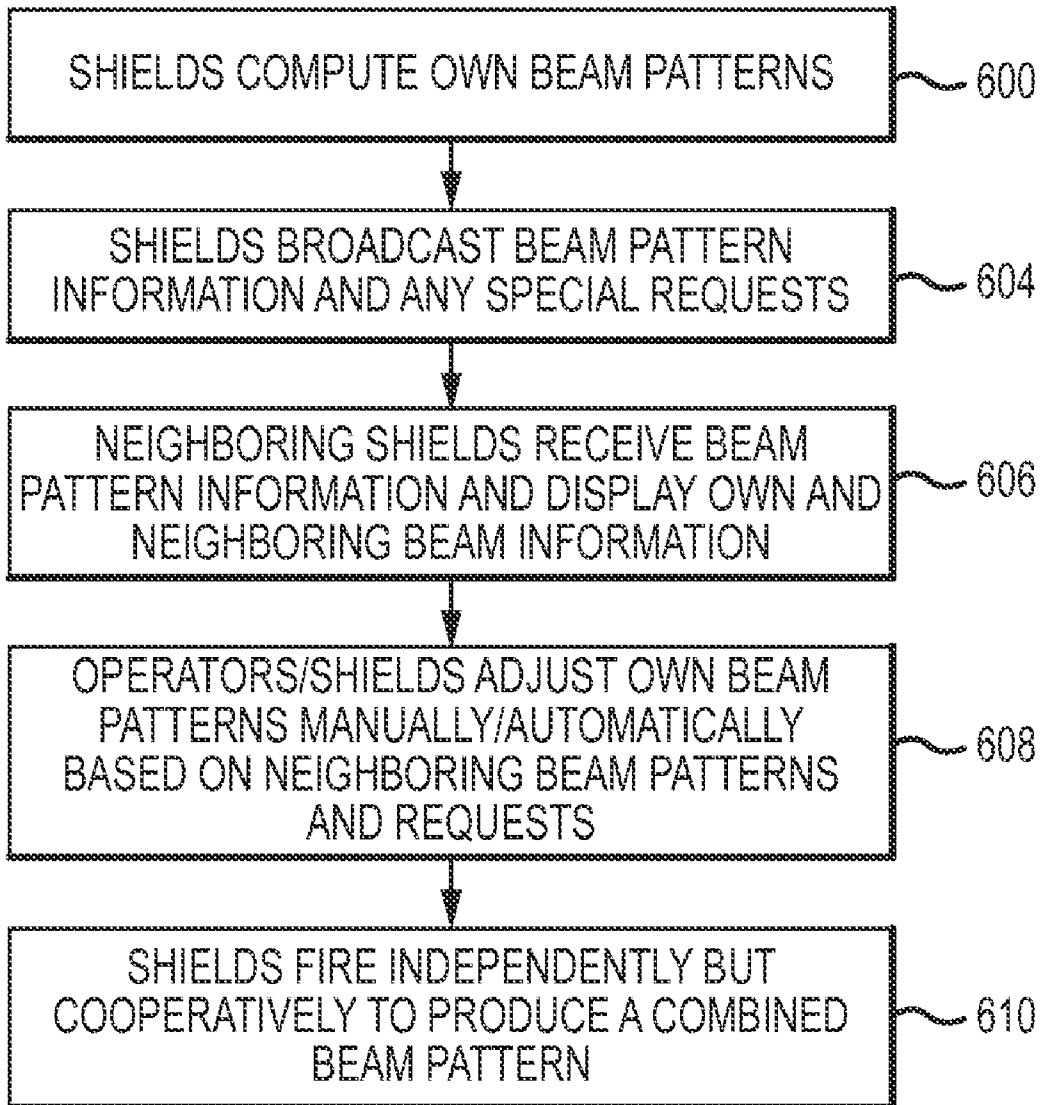 SHIELDS COMPUTE OWN BEAM PATTERNS
600
SHIELDS BROADCAST BEAM PATTERN
INFORMATION AND ANY SPECIAL REQUESTS
604
NEIGHBORING SHIELDS RECEIVE BEAM
PATTERN INFORMATION AND DISPLAY OWN AND
NEIGHBORING BEAM INFORMATION
606
OPERATORS/SHIELDS ADJUST OWN BEAM
PATTERNS MANUALLY/AUTOMATICALLY
BASED ON NEIGHBORING BEAM PATTERNS
AND REQUESTS
608
SHIELDS FIRE INDEPENDENTLY BUT
COOPERATIVELY TO PRODUCE A COMBINED
BEAM PATTERN
610